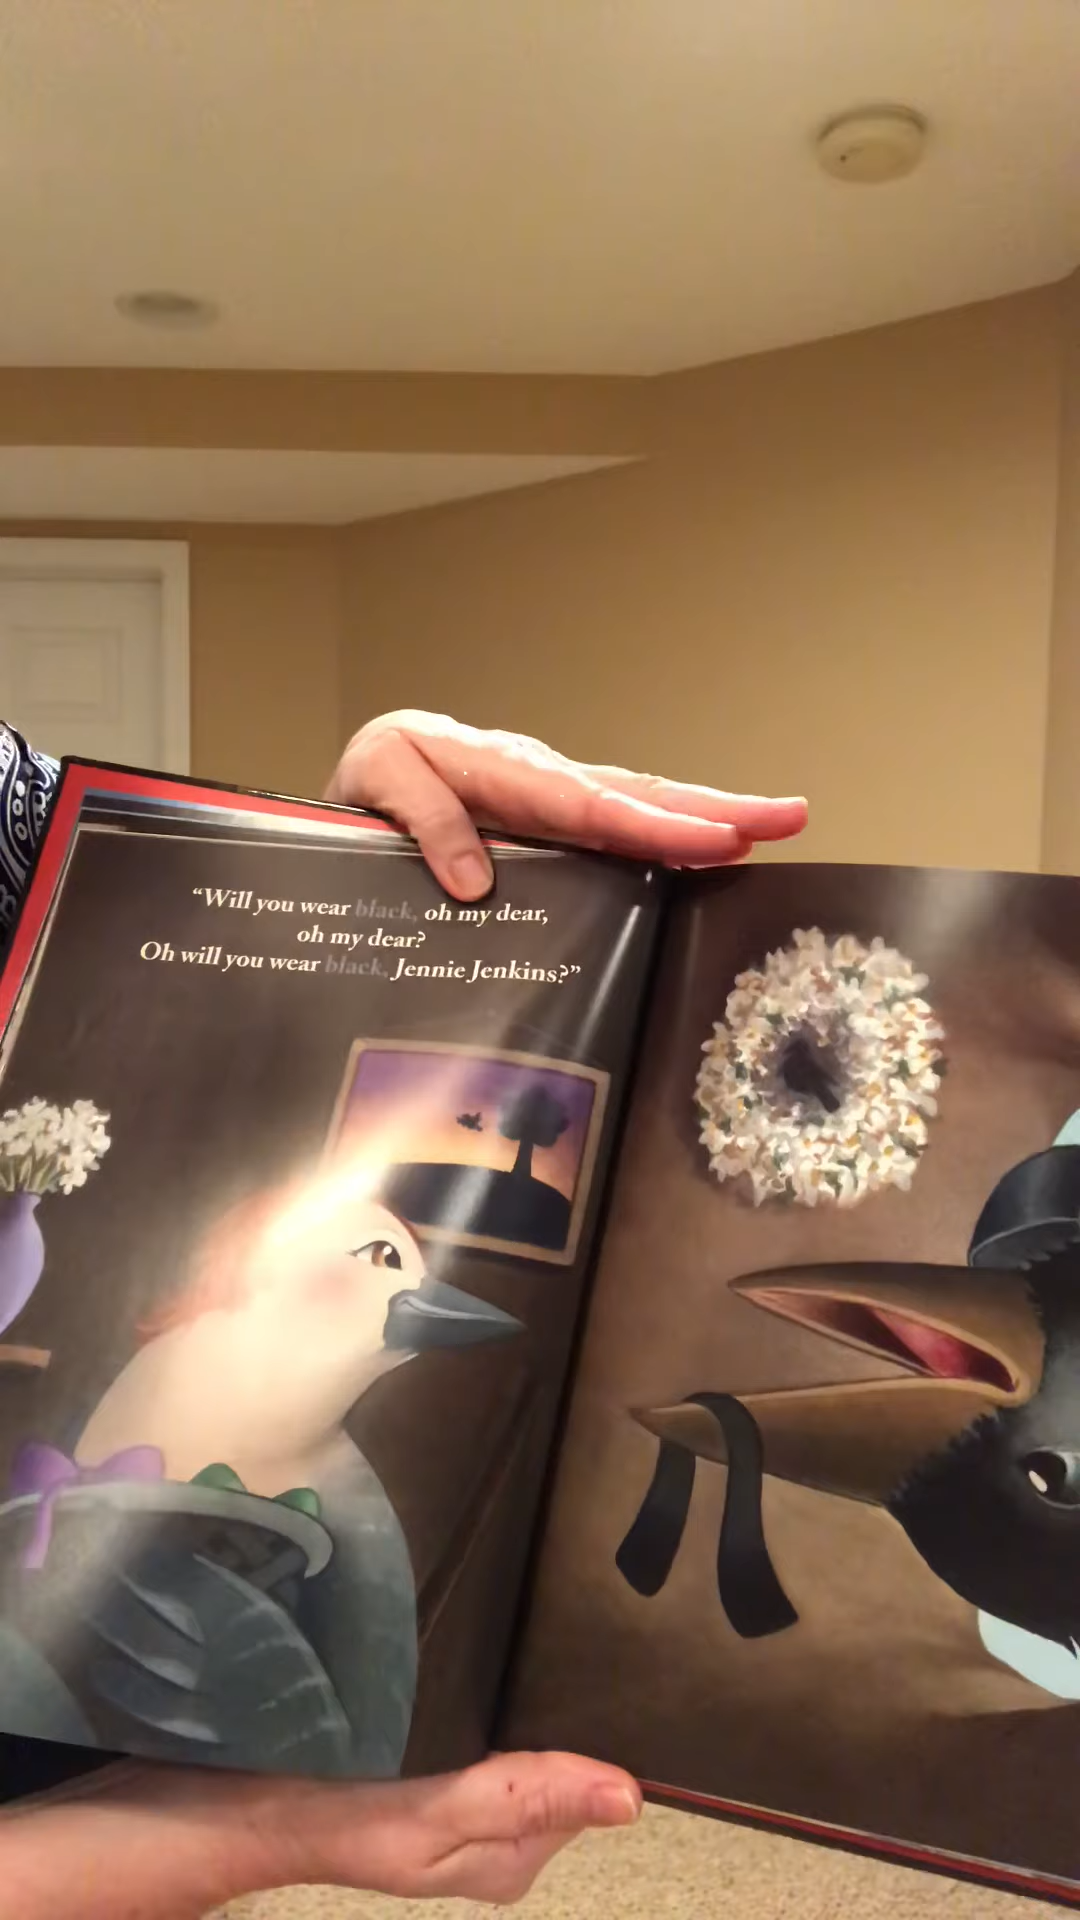 “Will you wear black, oh my dear,
oh my dear?
Oh will you wear black, Jennie Jenkins?”